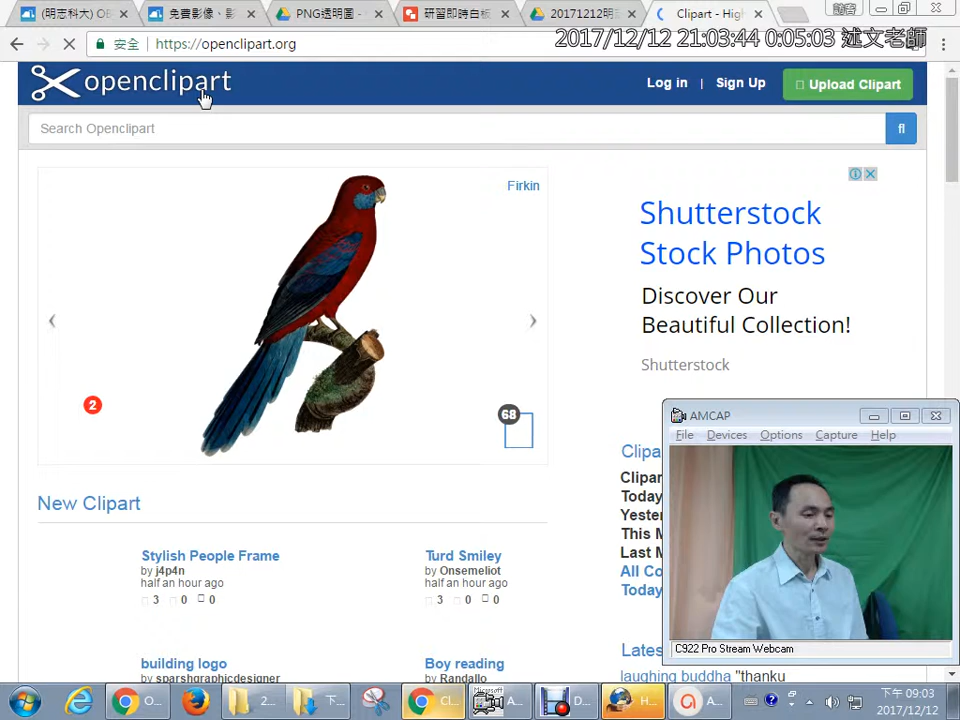 (明志科大) OE
免費影像、影
PNG透明圖 -
研習即時白板
20171212明志
Clipart - High
安全 https://openclipart.org
2017/12/12 21:03:44 0:05:03 述文老師
openclipart
Log in | Sign Up
Upload Clipart
Search Openclipart
Firkin
2
68
Shutterstock
Stock Photos
Discover Our
Beautiful Collection!
Shutterstock
New Clipart
Stylish People Frame
by j4p4n
half an hour ago
3 0 0
Turd Smiley
by Onsemeliot
half an hour ago
3 0 0
building logo
by sparshgraphicdesigner
Boy reading
by Randallo
Clipa
Clipar
Today
Yester
This M
Last M
All Co
Today
Lates
laughing buddha "thanku
AMCAP
File Devices Options Capture Help
C922 Pro Stream Webcam
O...
2...
下...
Cl...
A...
D...
H...
A...
下午 09:03
2017/12/12